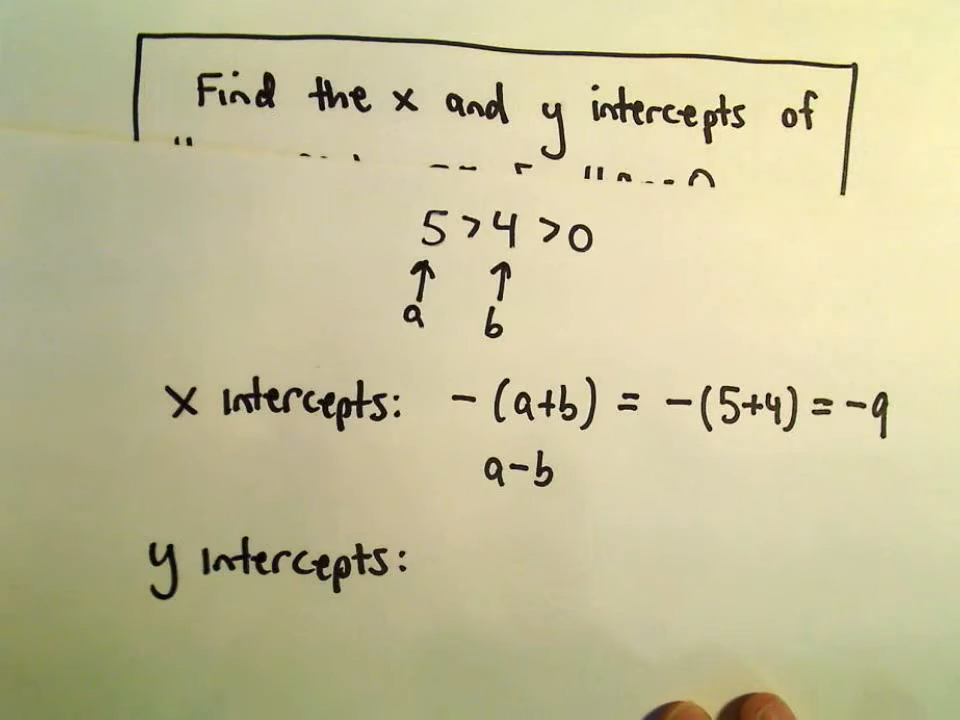 Find the x and y intercepts of
5 > 4 > 0
↑ ↑
a b
x intercepts: - (a+b) = -(5+4) = -9
a-b
y intercepts: